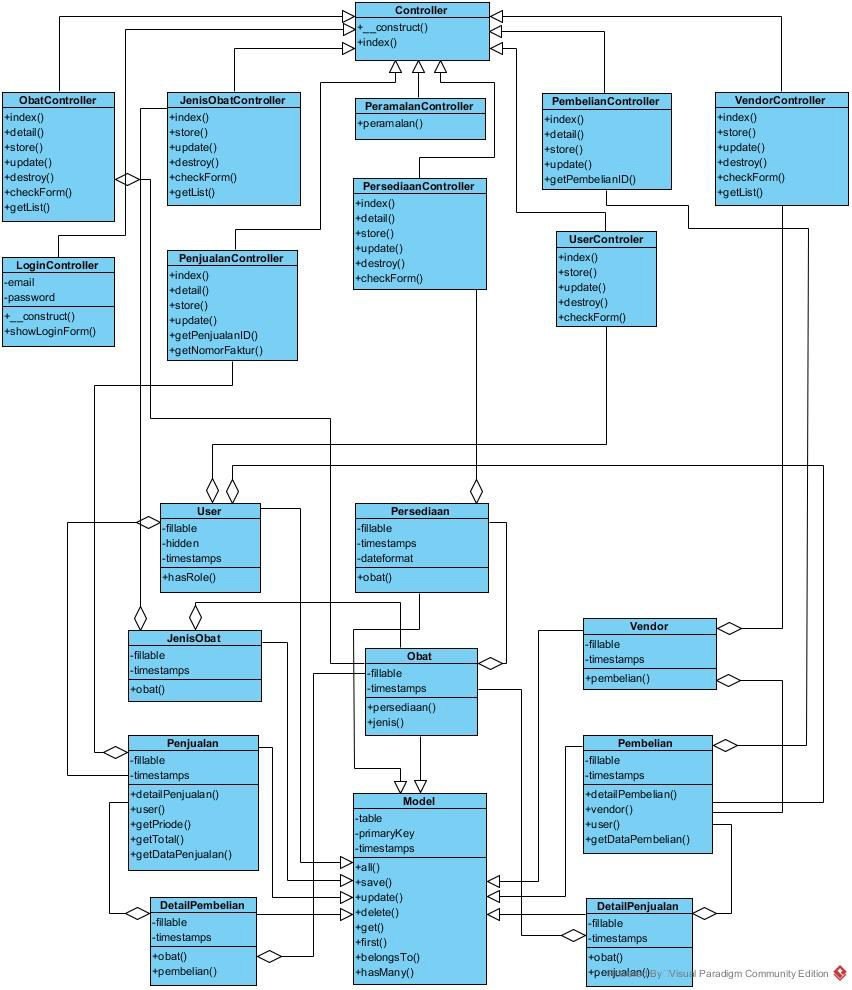 Controller
+__construct()
+index()
ObatController
+index()
+detail()
+store()
+update()
+destroy()
+checkForm()
+getList()
JenisObatController
+index()
+store()
+update()
+destroy()
+checkForm()
+getList()
PeramalanController
+peramalan()
PembelianController
+index()
+detail()
+store()
+update()
+getPembelianID()
VendorController
+index()
+store()
+update()
+destroy()
+checkForm()
+getList()
PersediaanController
+index()
+detail()
+store()
+update()
+destroy()
+checkForm()
UserControler
+index()
+store()
+update()
+destroy()
+checkForm()
LoginController
-email
-password
+__construct()
+showLoginForm()
PenjualanController
+index()
+detail()
+store()
+update()
+getPenjualanID()
+getNomorFaktur()
User
-fillable
-hidden
-timestamps
+hasRole()
Persediaan
-fillable
-timestamps
-dateformat
+obat()
JenisObat
-fillable
-timestamps
+obat()
Obat
-fillable
-timestamps
+persediaan()
+jenis()
Vendor
-fillable
-timestamps
+pembelian()
Penjualan
-fillable
-timestamps
+detailPenjualan()
+user()
+getPriode()
+getTotal()
+getDataPenjualan()
Pembelian
-fillable
-timestamps
+detailPembelian()
+vendor()
+user()
+getDataPembelian()
Model
-table
-primaryKey
-timestamps
+all()
+save()
+update()
+delete()
+get()
+first()
+belongsTo()
+hasMany()
DetailPembelian
-fillable
-timestamps
+obat()
+pembelian()
DetailPenjualan
-fillable
-timestamps
+obat()
+penjualan()
By Visual Paradigm Community Edition